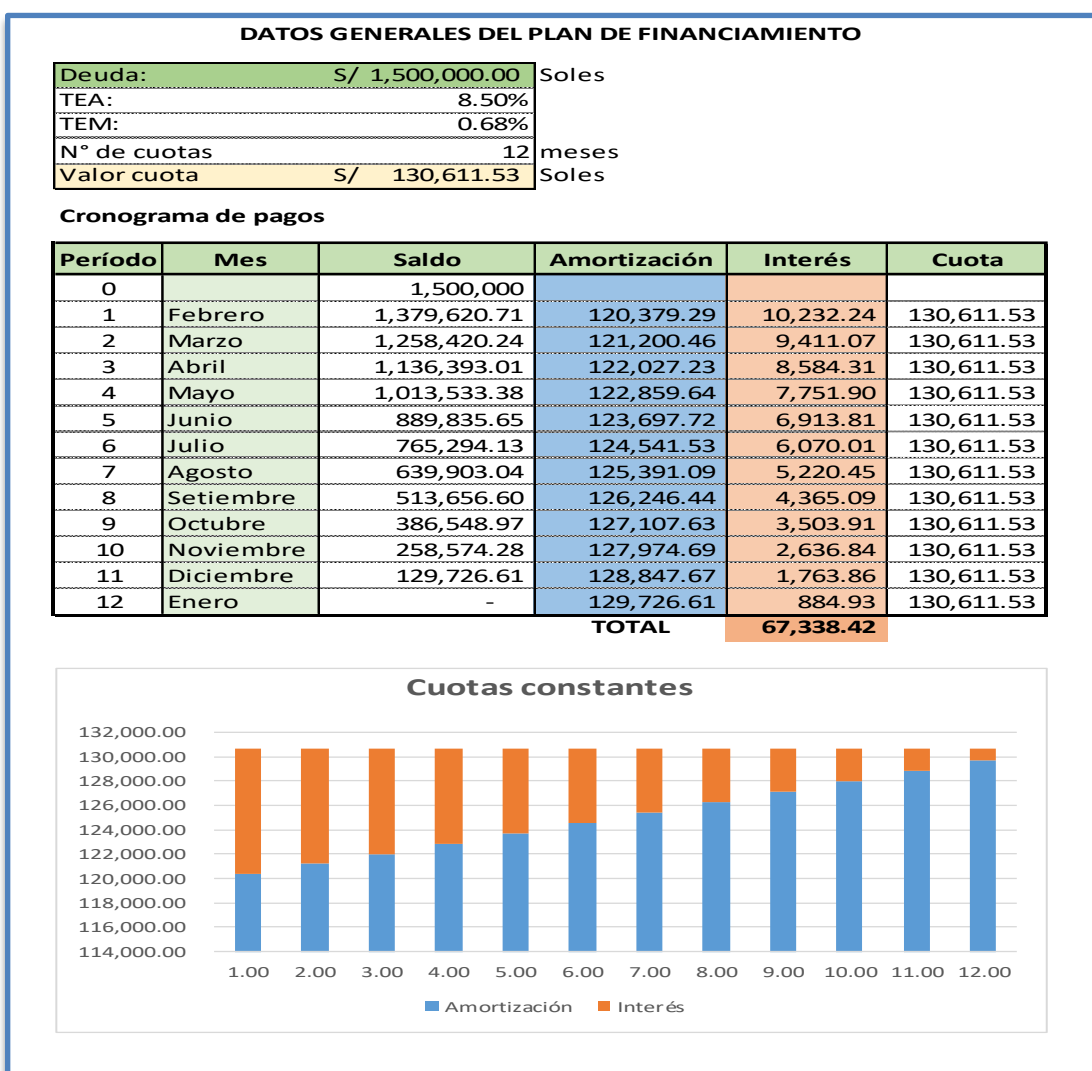 DATOS GENERALES DEL PLAN DE FINANCIAMIENTO
Deuda: S/ 1,500,000.00 Soles
TEA: 8.50%
TEM: 0.68%
N° de cuotas 12 meses
Valor cuota S/ 130,611.53 Soles
Cronograma de pagos
Período Mes Saldo Amortización Interés Cuota
0 1,500,000
1 Febrero 1,379,620.71 120,379.29 10,232.24 130,611.53
2 Marzo 1,258,420.24 121,200.46 9,411.07 130,611.53
3 Abril 1,136,393.01 122,027.23 8,584.31 130,611.53
4 Mayo 1,013,533.38 122,859.64 7,751.90 130,611.53
5 Junio 889,835.65 123,697.72 6,913.81 130,611.53
6 Julio 765,294.13 124,541.53 6,070.01 130,611.53
7 Agosto 639,903.04 125,391.09 5,220.45 130,611.53
8 Setiembre 513,656.60 126,246.44 4,365.09 130,611.53
9 Octubre 386,548.97 127,107.63 3,503.91 130,611.53
10 Noviembre 258,574.28 127,974.69 2,636.84 130,611.53
11 Diciembre 129,726.61 128,847.67 1,763.86 130,611.53
12 Enero - 129,726.61 884.93 130,611.53
TOTAL 67,338.42
Cuotas constantes
132,000.00
130,000.00
128,000.00
126,000.00
124,000.00
122,000.00
120,000.00
118,000.00
116,000.00
114,000.00
1.00 2.00 3.00 4.00 5.00 6.00 7.00 8.00 9.00 10.00 11.00 12.00
Amortización Interés